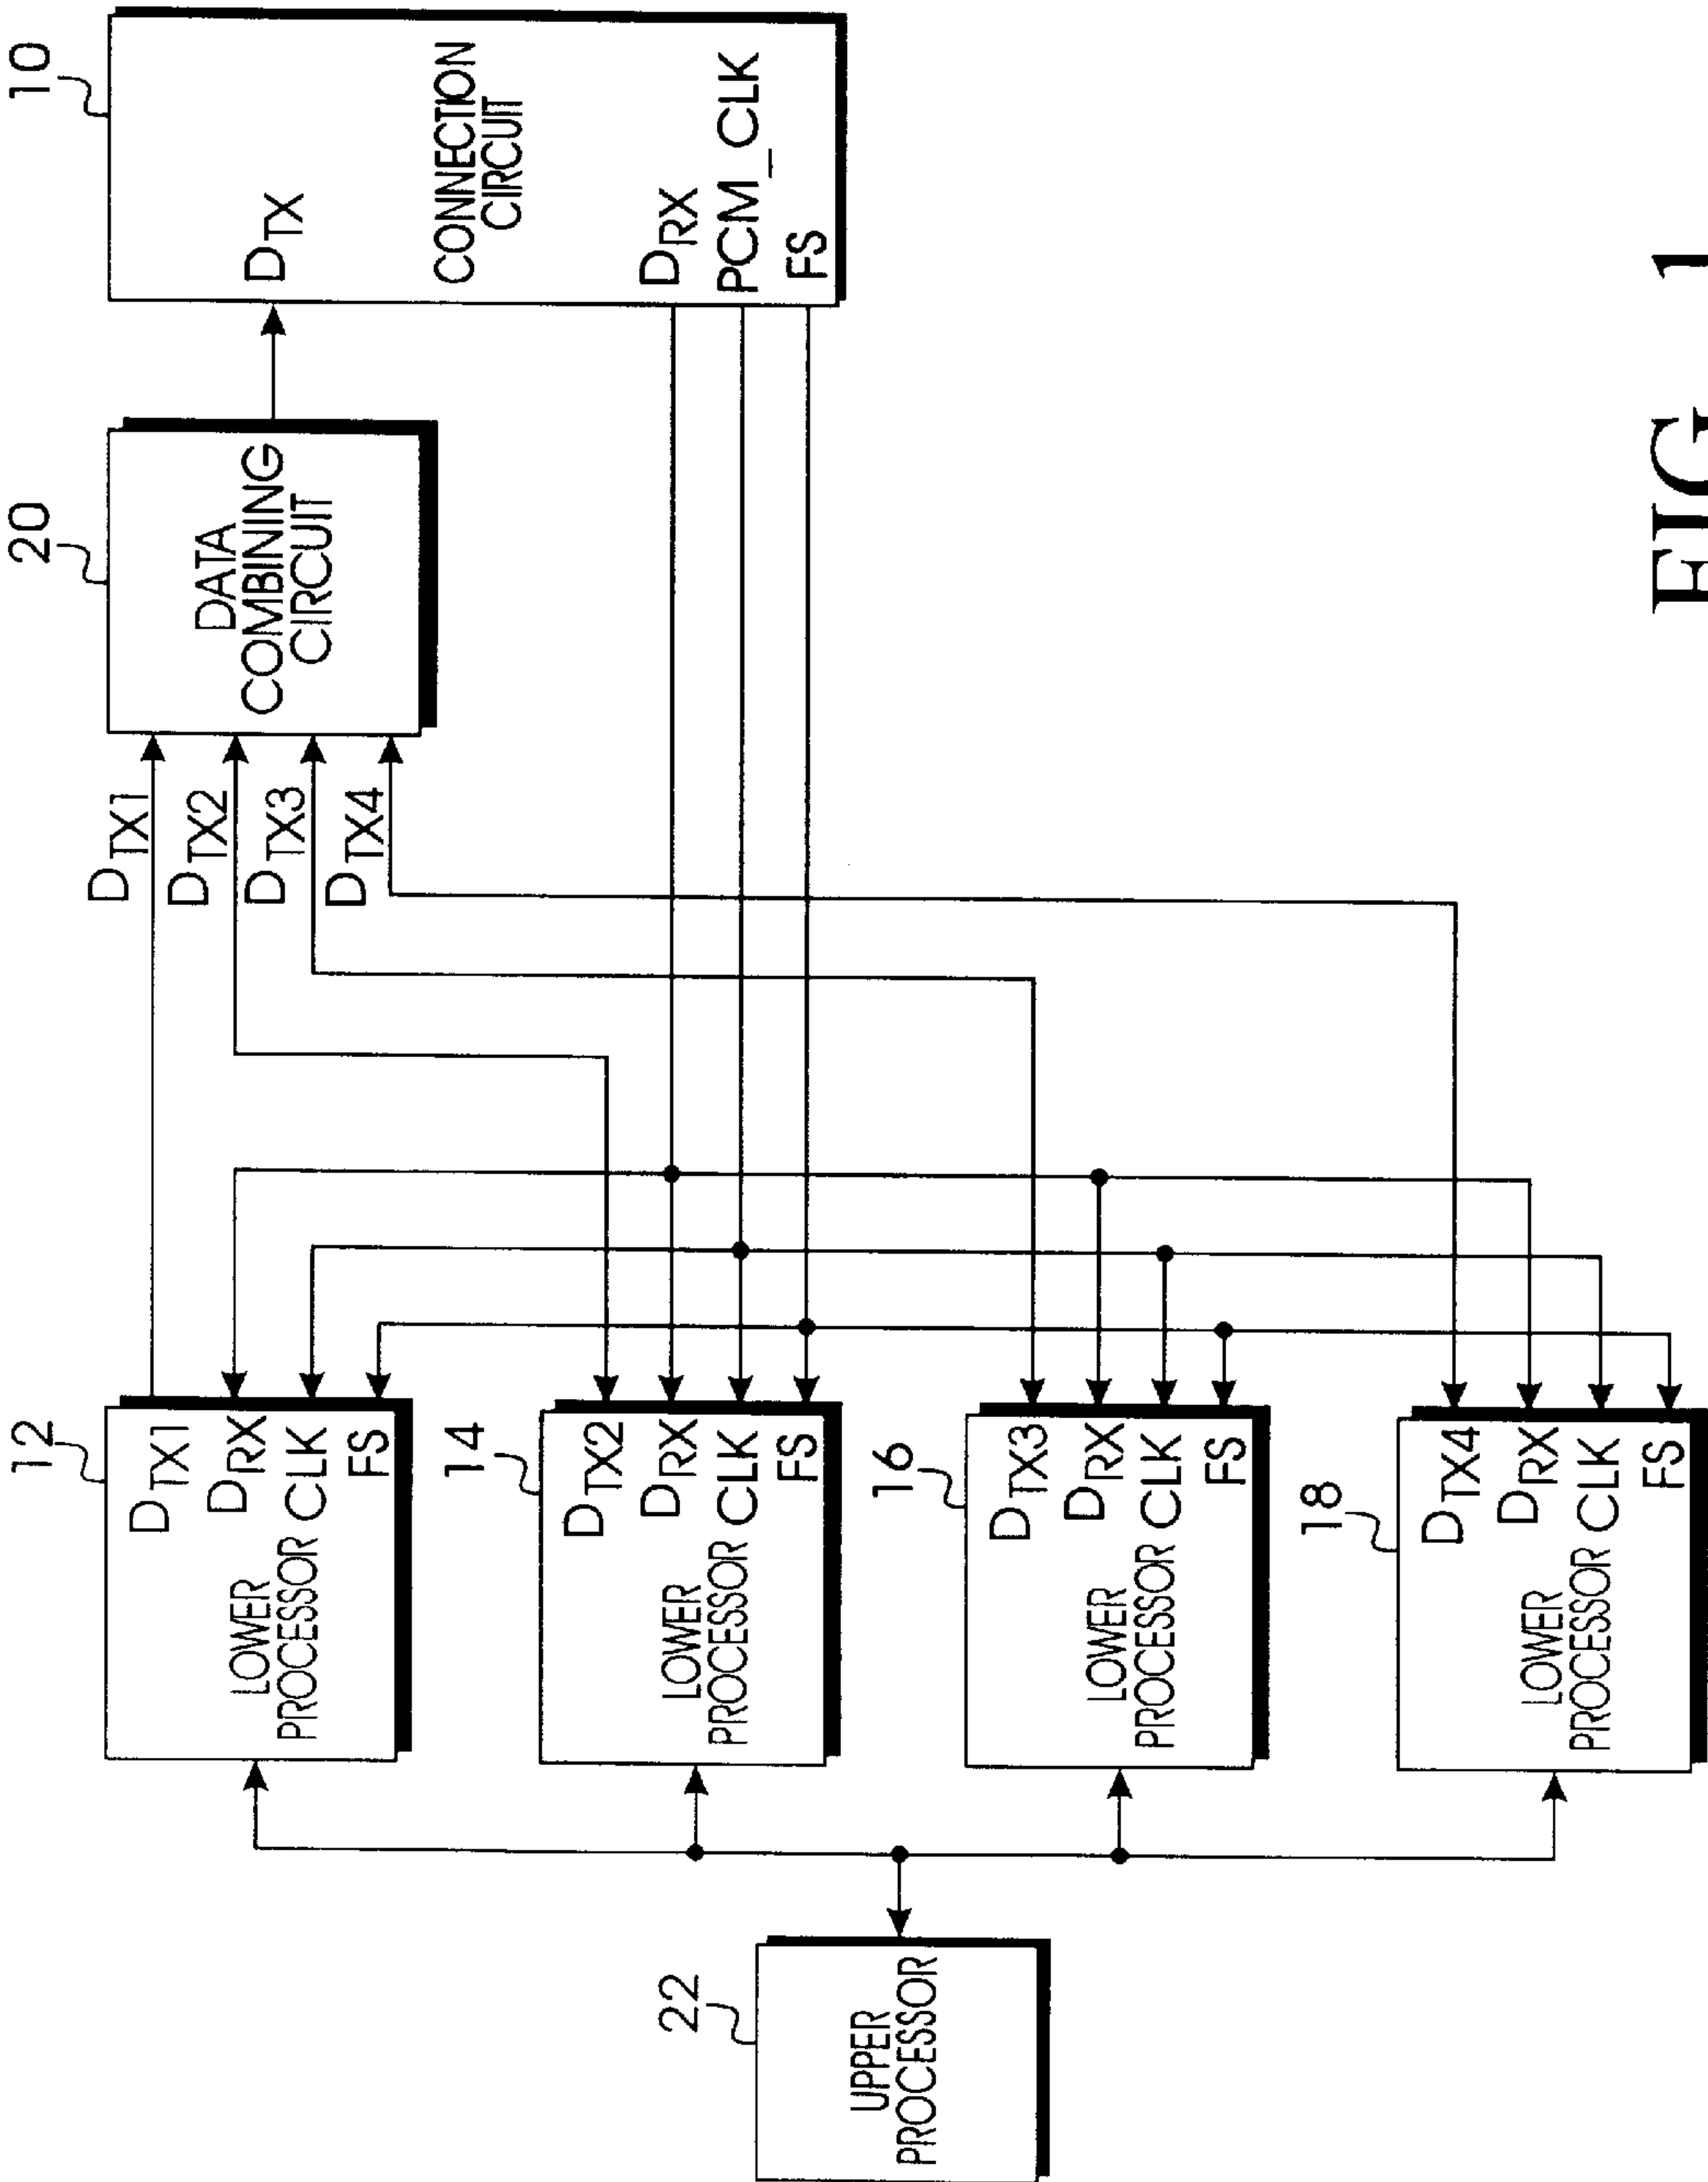 10
DTX
CONNECTION
CIRCUIT
DRX
PCM_CLK
FS
20
DATA
COMBINING
CIRCUIT
DTX1
DTX2
DTX3
DTX4
12
DTX1
DRX
CLK
FS
LOWER
PROCESSOR
14
DTX2
DRX
CLK
FS
LOWER
PROCESSOR
16
DTX3
DRX
CLK
FS
LOWER
PROCESSOR
18
DTX4
DRX
CLK
FS
LOWER
PROCESSOR
22
UPPER
PROCESSOR
FIG. 1